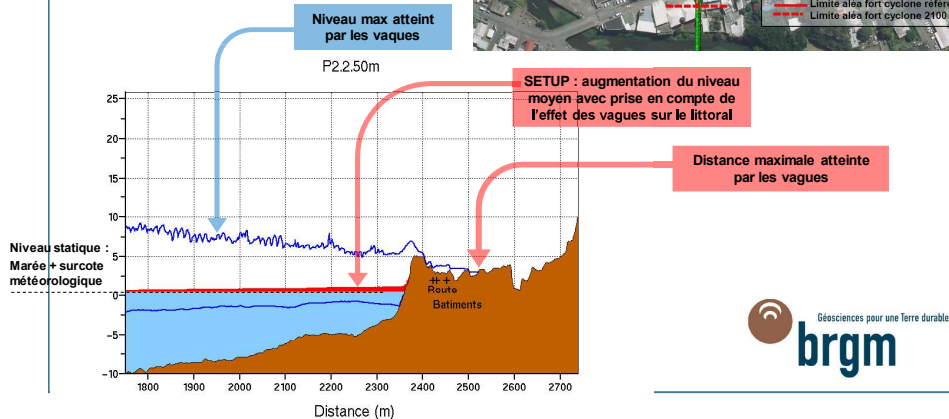 Limite aléa fort cyclone référe
Limite aléa fort cyclone 2100
Niveau max atteint
par les vaques
P2.2.50m
SETUP : augmentation du niveau
moyen avec prise en compte de
l'effet des vagues sur le littoral
Distance maximale atteinte
par les vagues
Niveau statique :
Marée + surcote
météorologique
25
20
15
10
5
0
-5
-10
Route
Batiments
1800 1900 2000 2100 2200 2300 2400 2500 2600 2700
Distance (m)
Géosciences pour une Terre durable
brgm